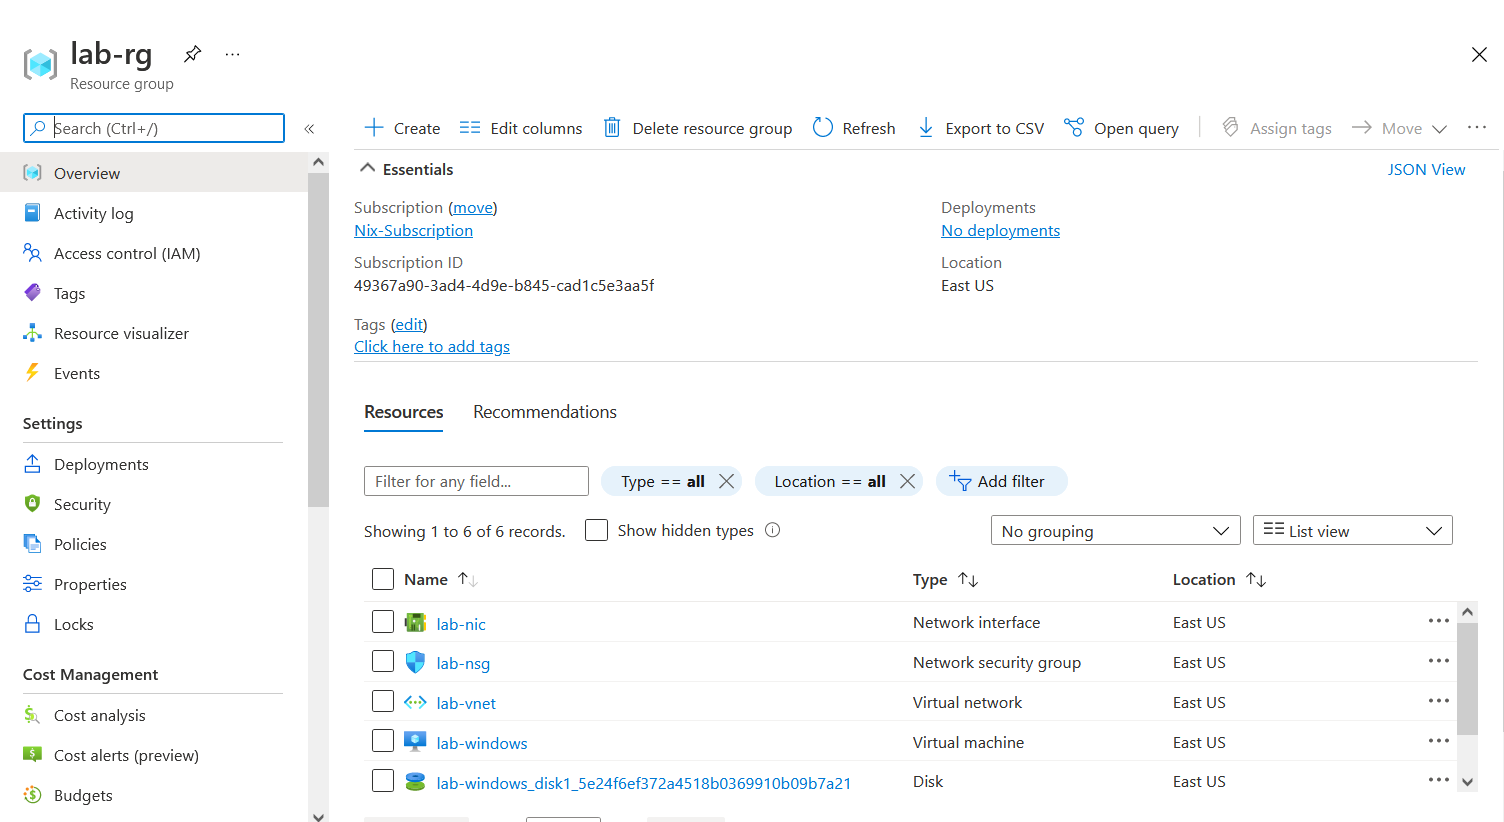 lab-rg
...
Resource group
Search (Ctrl+/)
«
Overview
Activity log
Access control (IAM)
Tags
Resource visualizer
Events
Settings
Deployments
Security
Policies
Properties
Locks
Cost Management
Cost analysis
Cost alerts (preview)
Budgets
Create Edit columns Delete resource group Refresh Export to CSV Open query Assign tags Move ...
Essentials JSON View
Subscription (move)
Nix-Subscription
Subscription ID
49367a90-3ad4-4d9e-b845-cad1c5e3aa5f
Tags (edit)
Click here to add tags
Deployments
No deployments
Location
East US
Resources Recommendations
Filter for any field... Type == all Location == all Add filter
Showing 1 to 6 of 6 records. Show hidden types No grouping List view
Name Type Location
lab-nic Network interface East US ...
lab-nsg Network security group East US ...
lab-vnet Virtual network East US ...
lab-windows Virtual machine East US ...
lab-windows_disk1_5e24f6ef372a4518b0369910b09b7a21 Disk East US ...